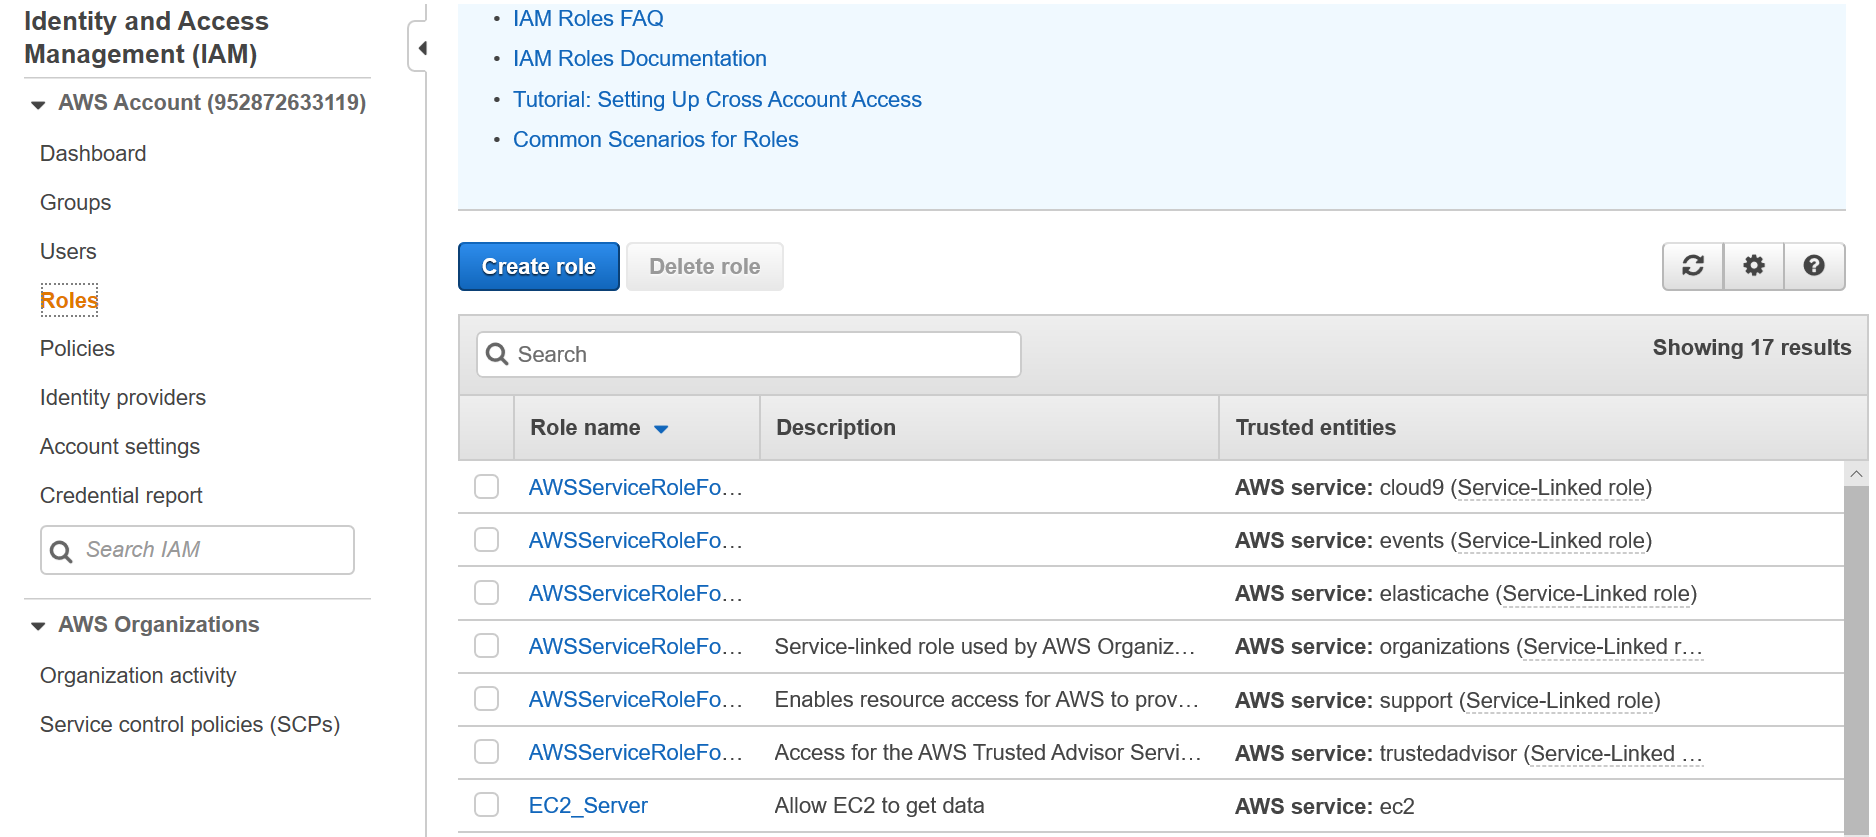 Identity and Access
Management (IAM)
AWS Account (952872633119)
Dashboard
Groups
Users
Roles
Policies
Identity providers
Account settings
Credential report
Search IAM
AWS Organizations
Organization activity
Service control policies (SCPs)
• IAM Roles FAQ
• IAM Roles Documentation
• Tutorial: Setting Up Cross Account Access
• Common Scenarios for Roles
Create role Delete role
Search Showing 17 results
Role name Description Trusted entities
AWSServiceRoleFo… AWS service: cloud9 (Service-Linked role)
AWSServiceRoleFo… AWS service: events (Service-Linked role)
AWSServiceRoleFo… AWS service: elasticache (Service-Linked role)
AWSServiceRoleFo… Service-linked role used by AWS Organiz… AWS service: organizations (Service-Linked r…
AWSServiceRoleFo… Enables resource access for AWS to prov… AWS service: support (Service-Linked role)
AWSServiceRoleFo… Access for the AWS Trusted Advisor Servi… AWS service: trustedadvisor (Service-Linked …
EC2_Server Allow EC2 to get data AWS service: ec2